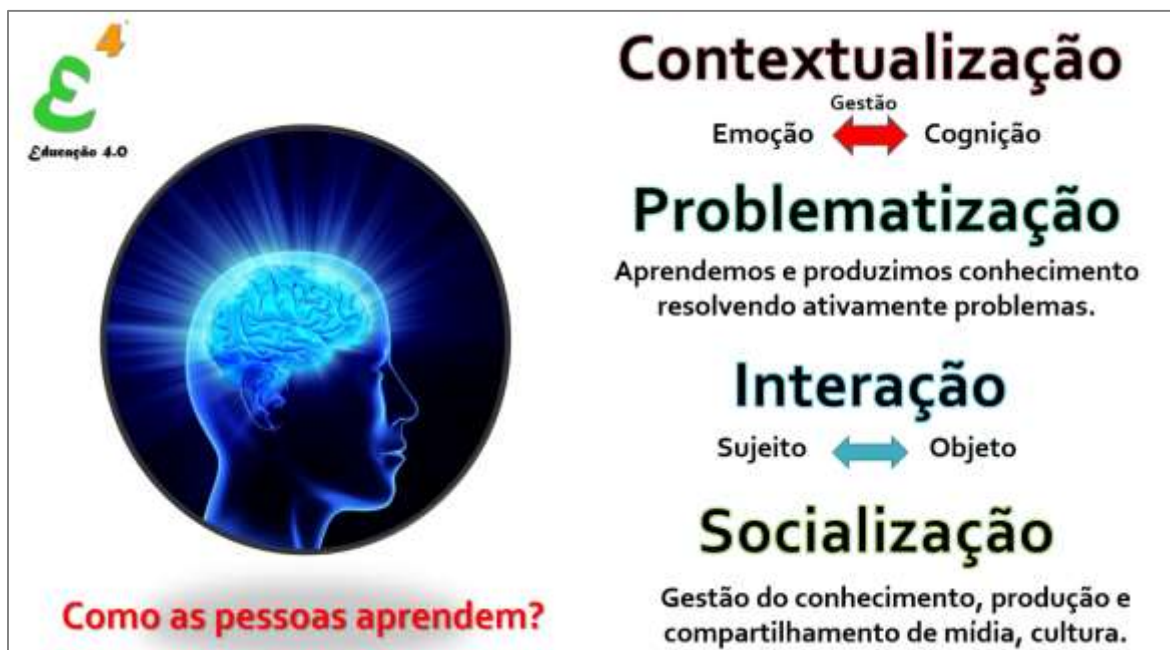 ε4
Educação 4.0
Como as pessoas aprendem?
Contextualização
Gestão
Emoção Cognição
Problematização
Aprendemos e produzimos conhecimento
resolvendo ativamente problemas.
Interação
Sujeito Objeto
Socialização
Gestão do conhecimento, produção e
compartilhamento de mídia, cultura.